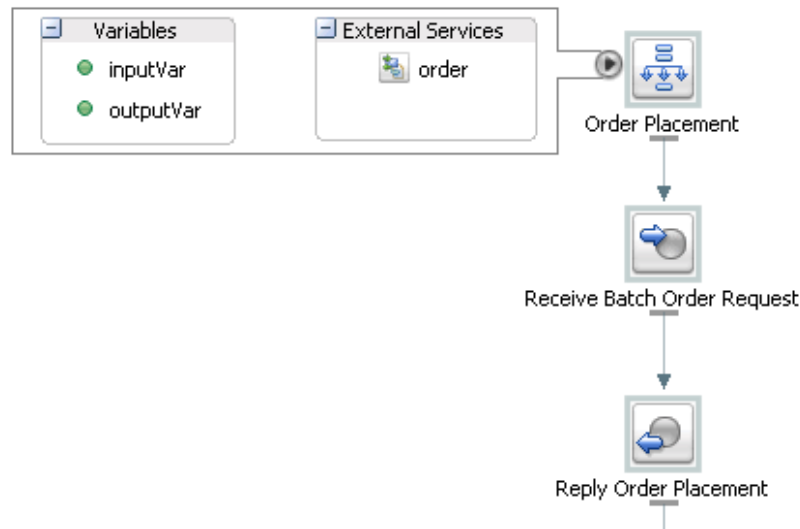 Variables
inputVar
outputVar
External Services
order
Order Placement
Receive Batch Order Request
Reply Order Placement